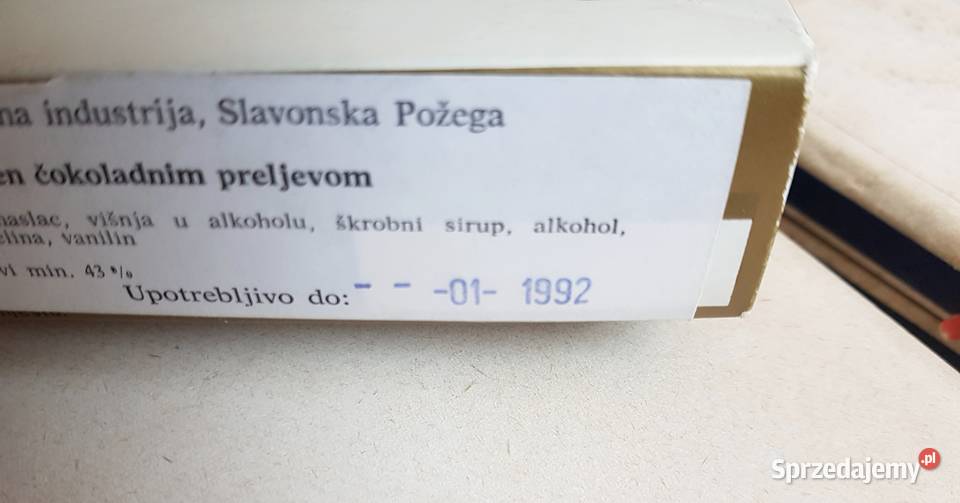 na industrija, Slavonska Požega
en čokoladnim preljevom
maslac, višnja u alkoholu, škrobni sirup, alkohol,
elina, vanilin
vi min. 43 %
Upotrebljivo do: - - -01- 1992
Sprzedajemy.pl